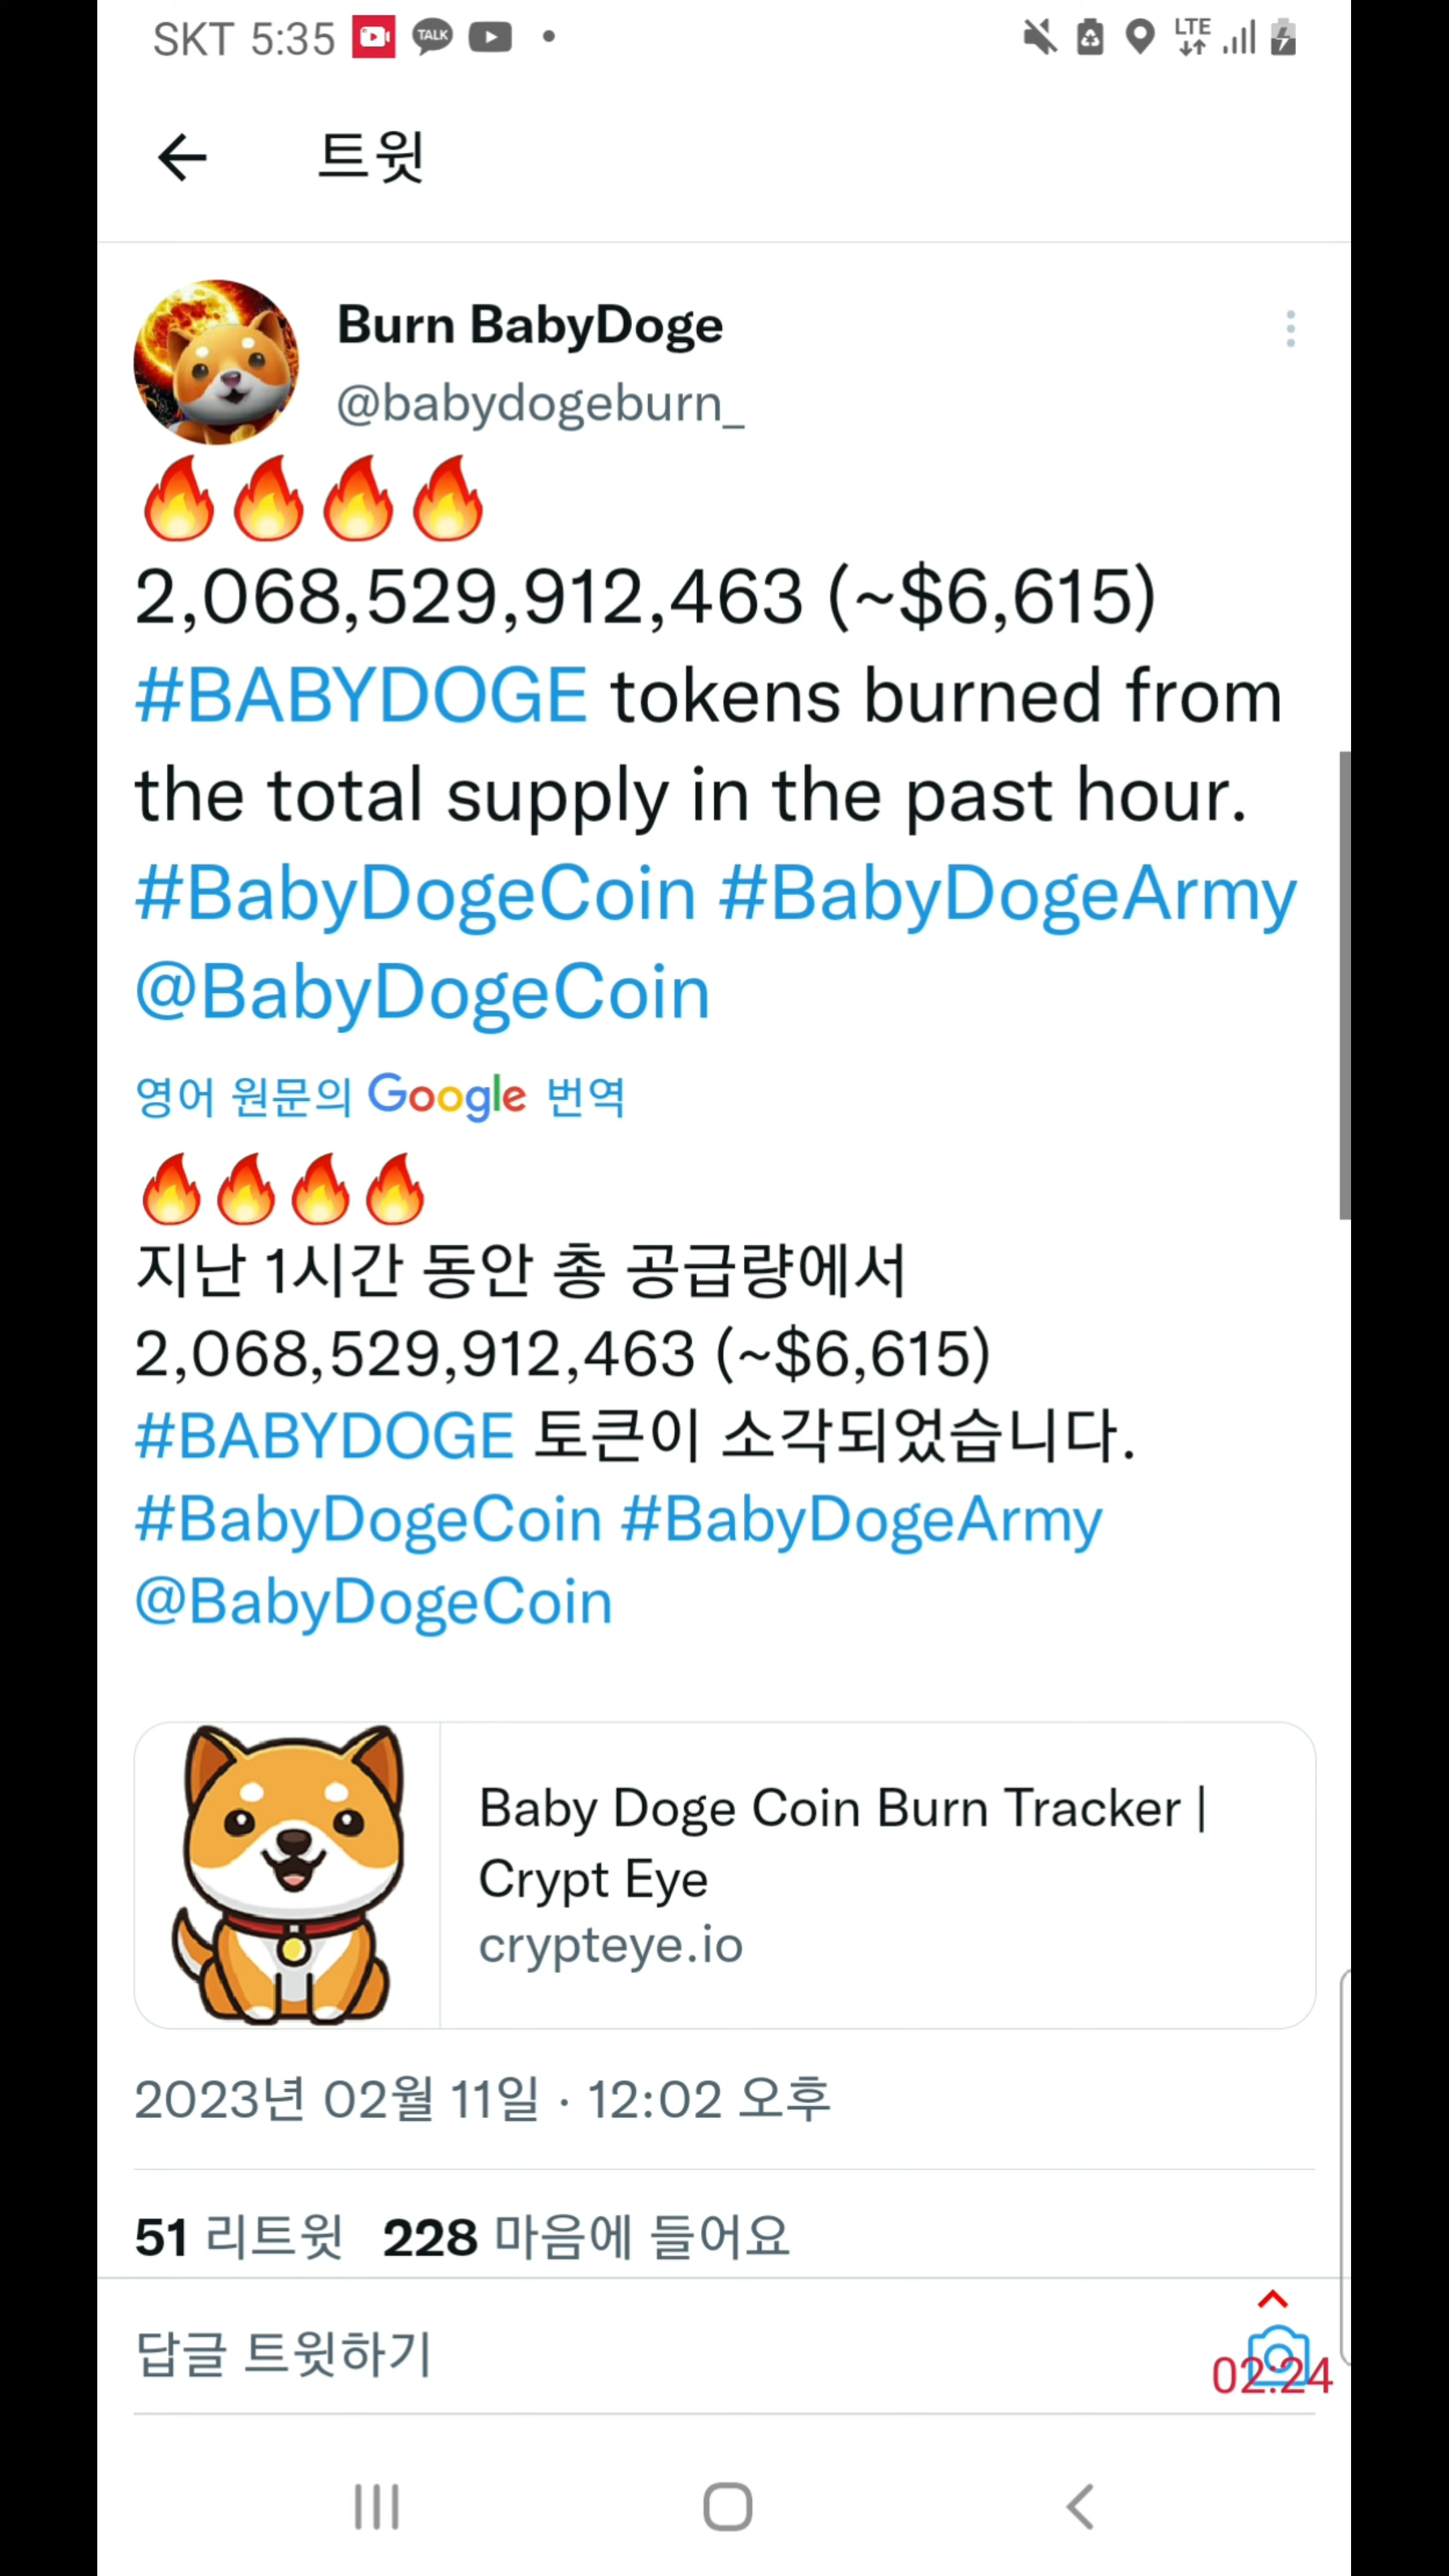 SKT 5:35 TALK LTE
트윗
Burn BabyDoge
@babydogeburn_
🔥🔥🔥🔥
2,068,529,912,463 (~$6,615)
#BABYDOGE tokens burned from
the total supply in the past hour.
#BabyDogeCoin #BabyDogeArmy
@BabyDogeCoin
영어 원문의 Google 번역
🔥🔥🔥🔥
지난 1시간 동안 총 공급량에서
2,068,529,912,463 (~$6,615)
#BABYDOGE 토큰이 소각되었습니다.
#BabyDogeCoin #BabyDogeArmy
@BabyDogeCoin
Baby Doge Coin Burn Tracker |
Crypt Eye
crypteye.io
2023년 02월 11일 · 12:02 오후
51 리트윗 228 마음에 들어요
답글 트윗하기
02:24